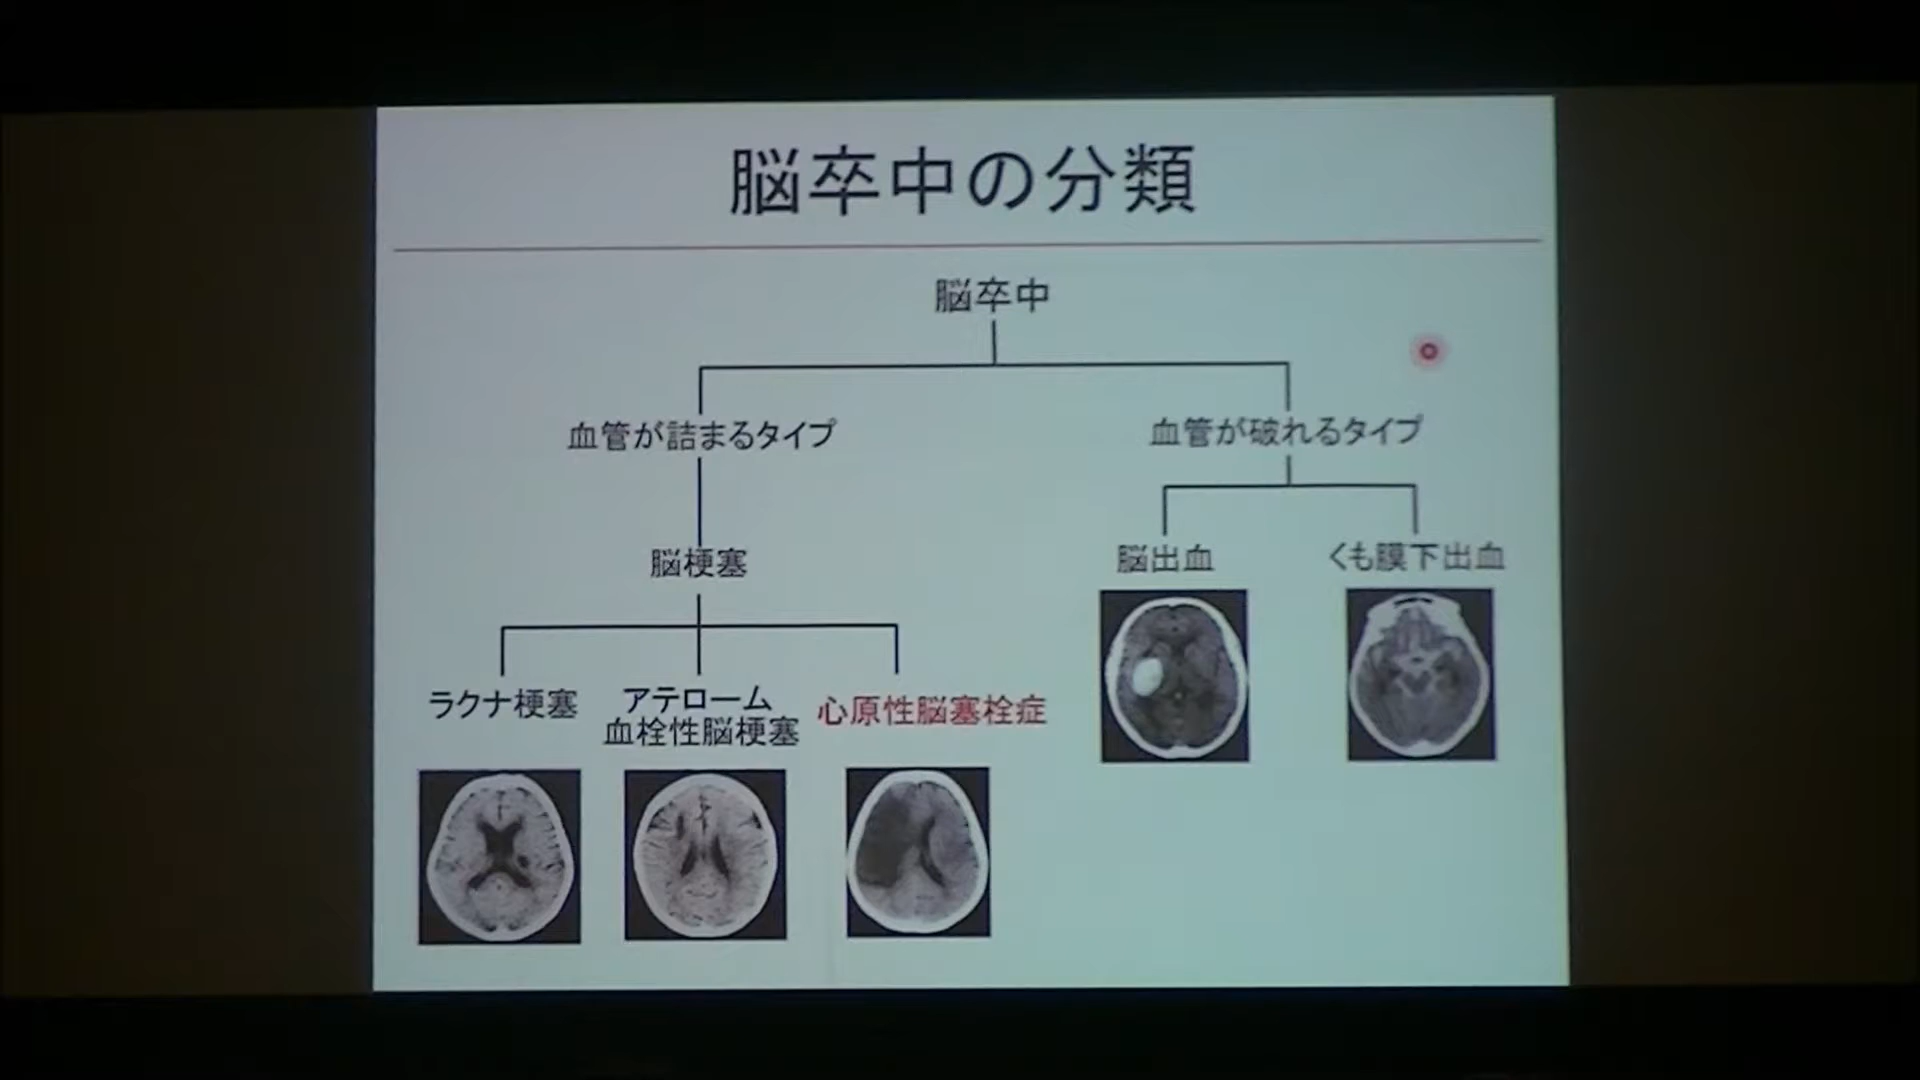 脳卒中の分類
脳卒中
血管が詰まるタイプ
血管が破れるタイプ
脳梗塞
脳出血
くも膜下出血
ラクナ梗塞
アテローム
血栓性脳梗塞
心原性脳塞栓症